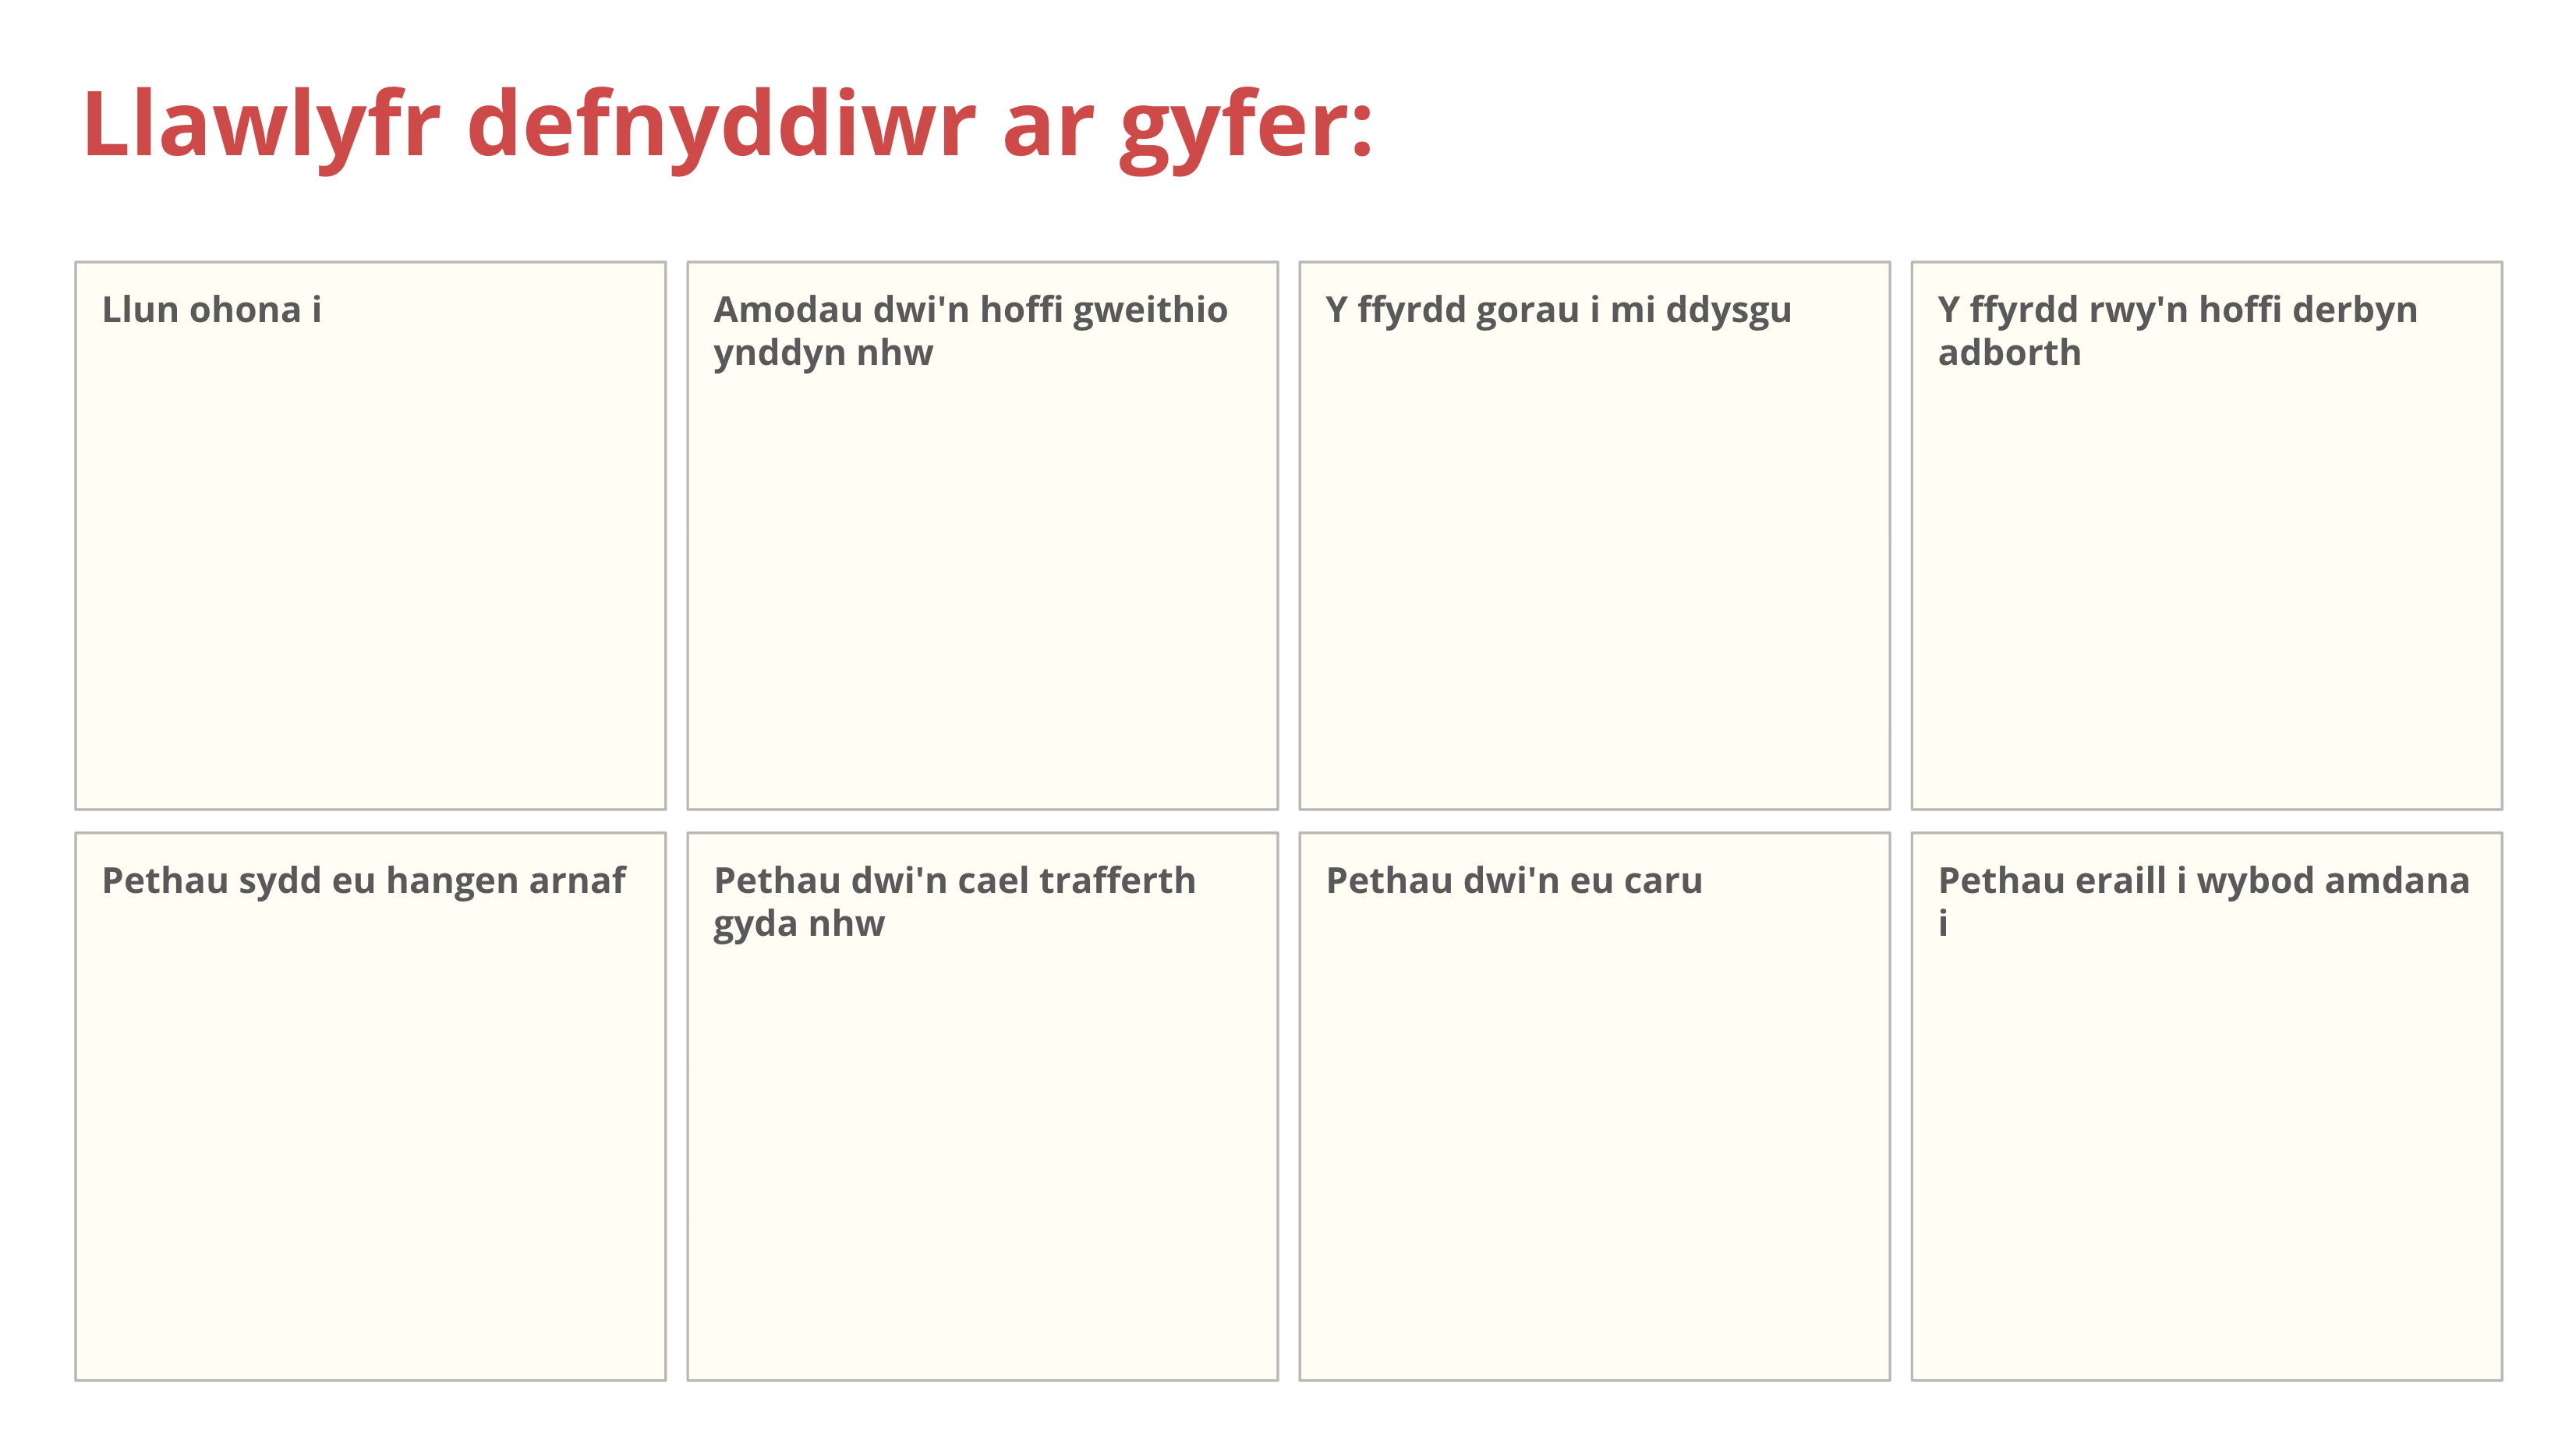 Llawlyfr defnyddiwr ar gyfer:
Llun ohona i
Amodau dwi'n hoffi gweithio
ynddyn nhw
Y ffyrdd gorau i mi ddysgu
Y ffyrdd rwy'n hoffi derbyn
adborth
Pethau sydd eu hangen arnaf
Pethau dwi'n cael trafferth
gyda nhw
Pethau dwi'n eu caru
Pethau eraill i wybod amdana
i